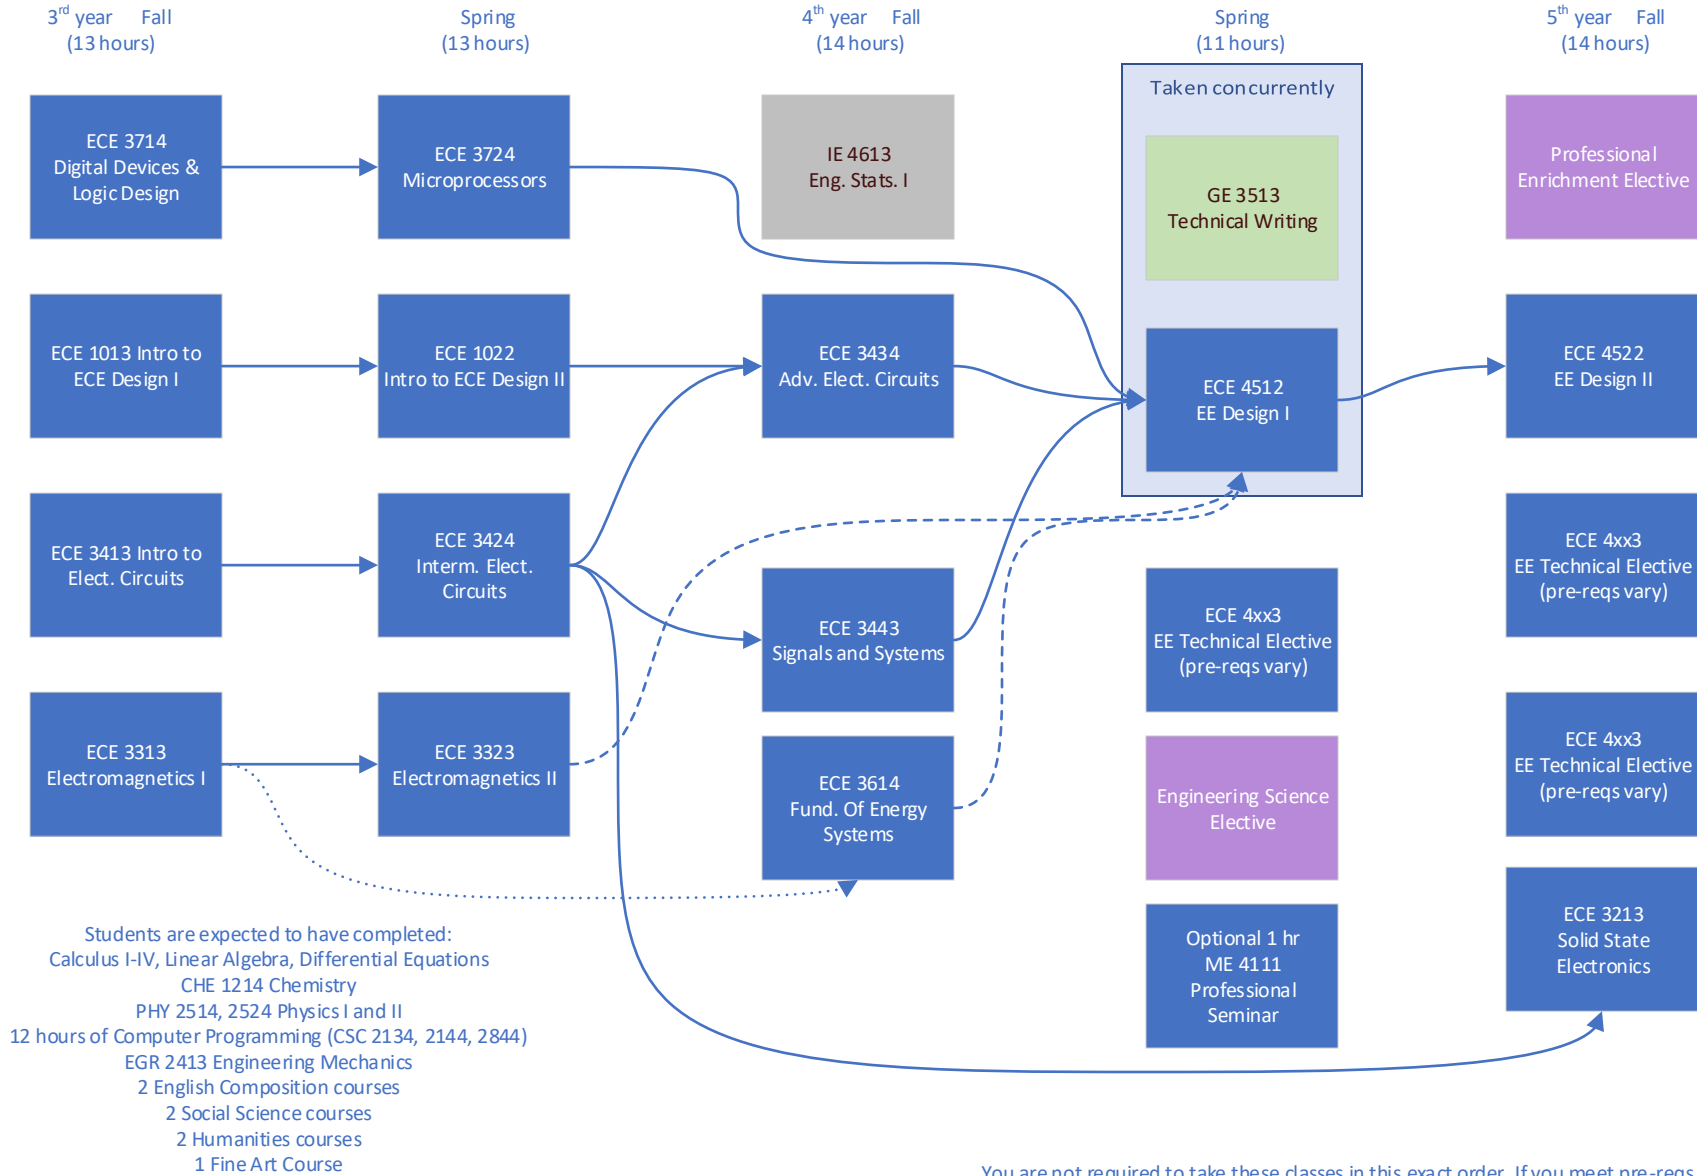 3rd year Fall
(13 hours)
Spring
(13 hours)
4th year Fall
(14 hours)
Spring
(11 hours)
5th year Fall
(14 hours)
Taken concurrently
ECE 3714
Digital Devices &
Logic Design
ECE 3724
Microprocessors
IE 4613
Eng. Stats. I
GE 3513
Technical Writing
Professional
Enrichment Elective
ECE 1013 Intro to
ECE Design I
ECE 1022
Intro to ECE Design II
ECE 3434
Adv. Elect. Circuits
ECE 4512
EE Design I
ECE 4522
EE Design II
ECE 3413 Intro to
Elect. Circuits
ECE 3424
Interm. Elect.
Circuits
ECE 3443
Signals and Systems
ECE 4xx3
EE Technical Elective
(pre-reqs vary)
ECE 4xx3
EE Technical Elective
(pre-reqs vary)
ECE 3313
Electromagnetics I
ECE 3323
Electromagnetics II
ECE 3614
Fund. Of Energy
Systems
Engineering Science
Elective
ECE 4xx3
EE Technical Elective
(pre-reqs vary)
Optional 1 hr
ME 4111
Professional
Seminar
ECE 3213
Solid State
Electronics
Students are expected to have completed:
Calculus I-IV, Linear Algebra, Differential Equations
CHE 1214 Chemistry
PHY 2514, 2524 Physics I and II
12 hours of Computer Programming (CSC 2134, 2144, 2844)
EGR 2413 Engineering Mechanics
2 English Composition courses
2 Social Science courses
2 Humanities courses
1 Fine Art Course
You are not required to take these classes in this exact order. If you meet pre-reqs